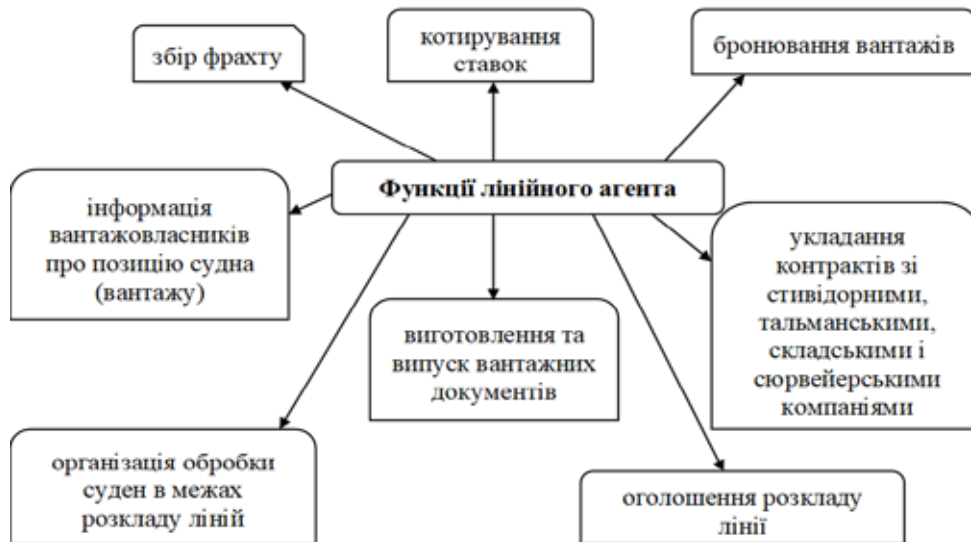 збір фрахту
котирування
ставок
бронювання вантажів
Функції лінійного агента
інформація
вантажовласників
про позицію судна
(вантажу)
укладання
контрактів зі
стивідорними,
тальманськими,
складськими і
сюрвейерськими
компаніями
виготовлення та
випуск вантажних
документів
організація обробки
суден в межах
розкладу ліній
оголошення розкладу
лінії